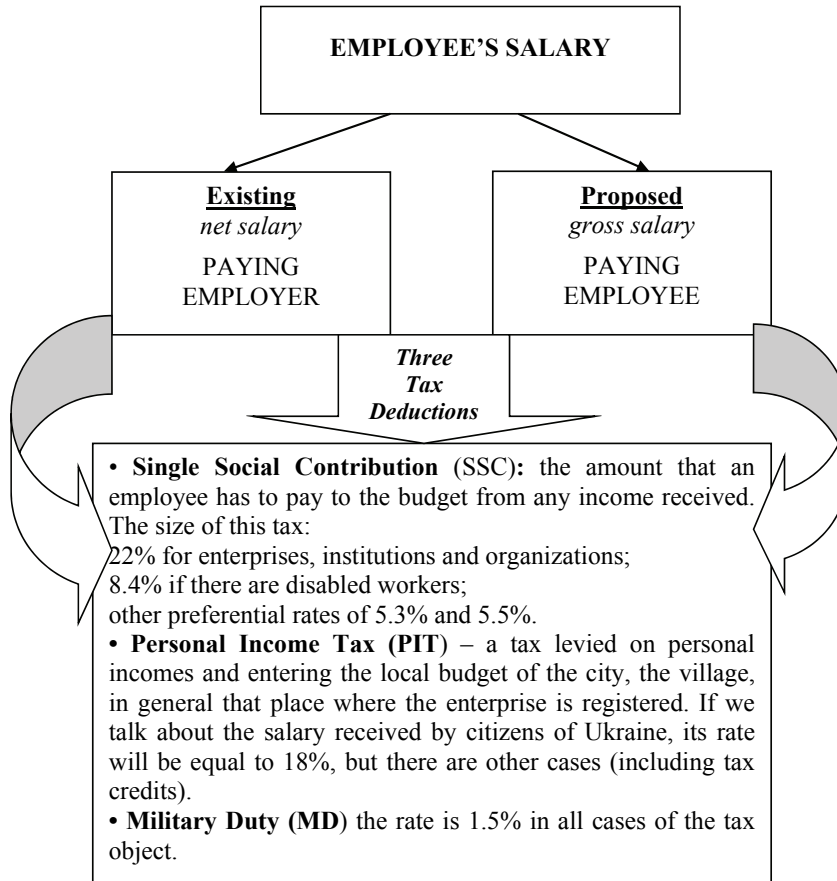 EMPLOYEE’S SALARY
Existing
net salary
PAYING
EMPLOYER
Proposed
gross salary
PAYING
EMPLOYEE
Three
Tax
Deductions
• Single Social Contribution (SSC): the amount that an
employee has to pay to the budget from any income received.
The size of this tax:
22% for enterprises, institutions and organizations;
8.4% if there are disabled workers;
other preferential rates of 5.3% and 5.5%.
• Personal Income Tax (PIT) – a tax levied on personal
incomes and entering the local budget of the city, the village,
in general that place where the enterprise is registered. If we
talk about the salary received by citizens of Ukraine, its rate
will be equal to 18%, but there are other cases (including tax
credits).
• Military Duty (MD) the rate is 1.5% in all cases of the tax
object.